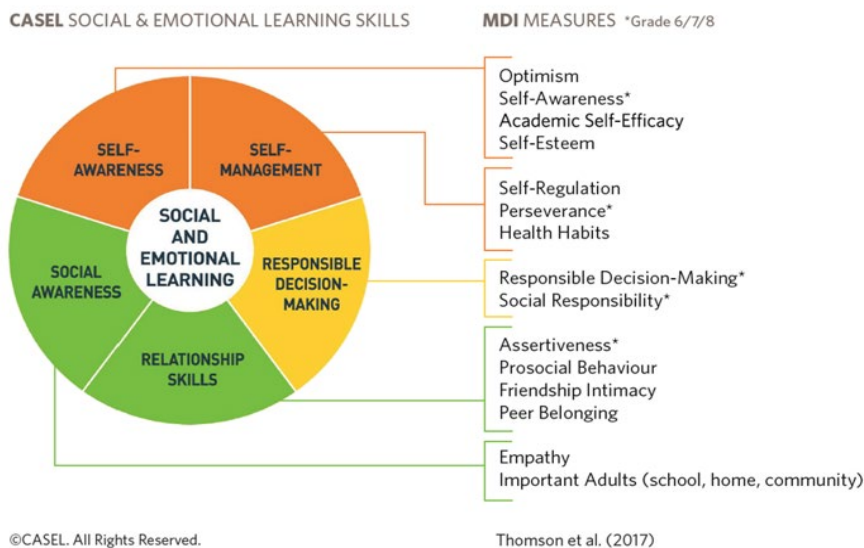 CASEL SOCIAL & EMOTIONAL LEARNING SKILLS
MDI MEASURES *Grade 6/7/8
SELF-
AWARENESS
SELF-
MANAGEMENT
SOCIAL
AND
EMOTIONAL
LEARNING
SOCIAL
AWARENESS
RESPONSIBLE
DECISION-
MAKING
RELATIONSHIP
SKILLS
Optimism
Self-Awareness*
Academic Self-Efficacy
Self-Esteem
Self-Regulation
Perseverance*
Health Habits
Responsible Decision-Making*
Social Responsibility*
Assertiveness*
Prosocial Behaviour
Friendship Intimacy
Peer Belonging
Empathy
Important Adults (school, home, community)
©CASEL. All Rights Reserved.
Thomson et al. (2017)